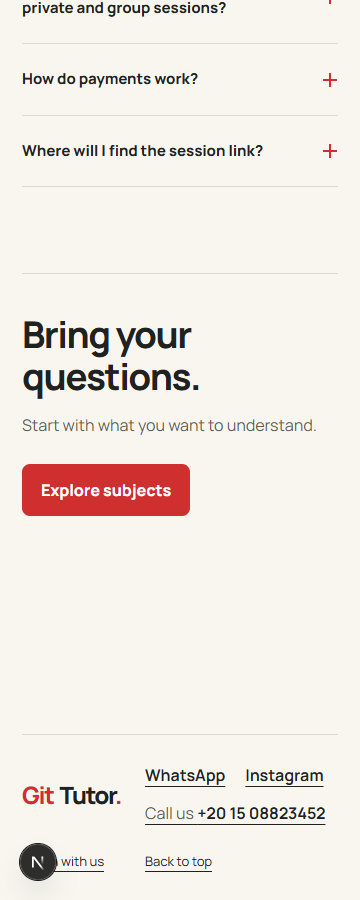 private and group sessions?
How do payments work?
Where will I find the session link?
Bring your
questions.
Start with what you want to understand.
Explore subjects
WhatsApp Instagram
Git Tutor.
Call us +20 15 08823452
N with us Back to top